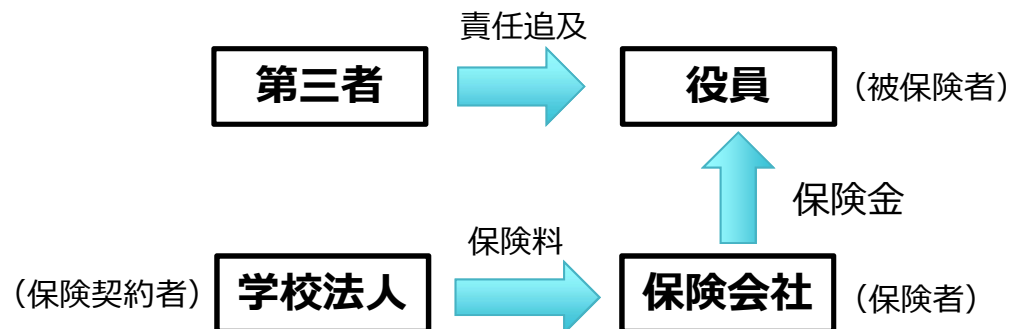 責任追及
第三者
役員
(被保険者)
保険金
保険料
(保険契約者)
学校法人
保険会社
(保険者)